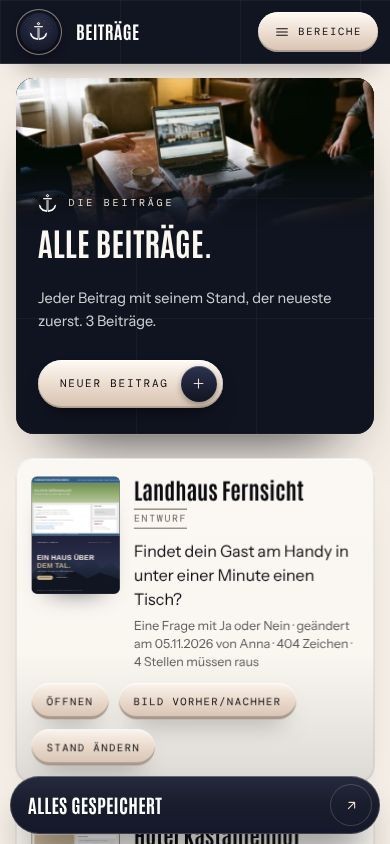 BEITRÄGE
BEREICHE
DIE BEITRÄGE
ALLE BEITRÄGE.
Jeder Beitrag mit seinem Stand, der neueste
zuerst. 3 Beiträge.
NEUER BEITRAG
EIN HAUS ÜBER
DEM TAL.
Landhaus Fernsicht
ENTWURF
Findet dein Gast am Handy in
unter einer Minute einen
Tisch?
Eine Frage mit Ja oder Nein · geändert
am 05.11.2026 von Anna · 404 Zeichen ·
4 Stellen müssen raus
ÖFFNEN
BILD VORHER/NACHHER
STAND ÄNDERN
ALLES GESPEICHERT